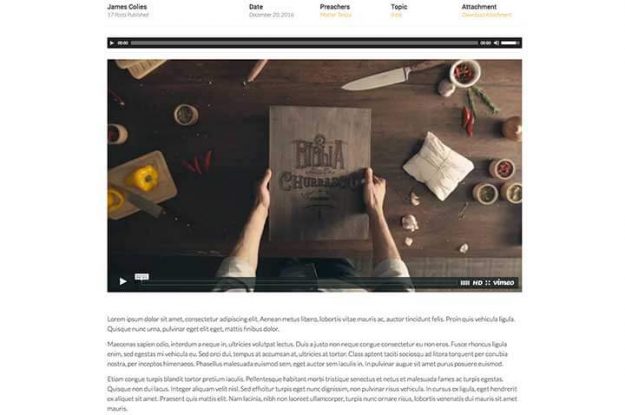 James Colies
Date
Preachers
Topic
Attachment
17 Posts Published
December 20, 2016
Download Attachment
00:00
00:00
BIBLIA
CHURRASCO
HD
vimeo
Lorem ipsum dolor sit amet, consectetur adipiscing elit. Aenean metus libero, lobortis vitae mauris ac, auctor tincidunt felis. Proin quis vehicula ligula.
Quisque nunc urna, pulvinar eget elit eget, mattis finibus dolor.
Maecenas sapien odio, interdum a neque in, ultricies volutpat lectus. Duis a justo non neque congue consectetur eu non eros. Fusce rhoncus ligula
enim, sed egestas mi vehicula eu. Sed orci dui, tempus at accumsan at, ultricies at tortor. Class aptent taciti sociosqu ad litora torquent per conubia
nostra, per inceptos himenaeos. Phasellus malesuada euismod sem, eget auctor sem iaculis in. In pulvinar augue sit amet purus posuere euismod.
Etiam congue turpis blandit tortor pretium iaculis. Pellentesque habitant morbi tristique senectus et netus et malesuada fames ac turpis egestas.
Quisque non dui lacus. Integer aliquam velit nisl. Sed efficitur turpis eget nunc dignissim, non pulvinar risus vehicula. In cursus ex ligula, eget hendrerit
ex aliquet sit amet. Praesent quis mattis elit. Nam lacinia, nibh non laoreet ullamcorper, turpis nunc ornare risus, lobortis venenatis dui mauris sit amet
mauris.